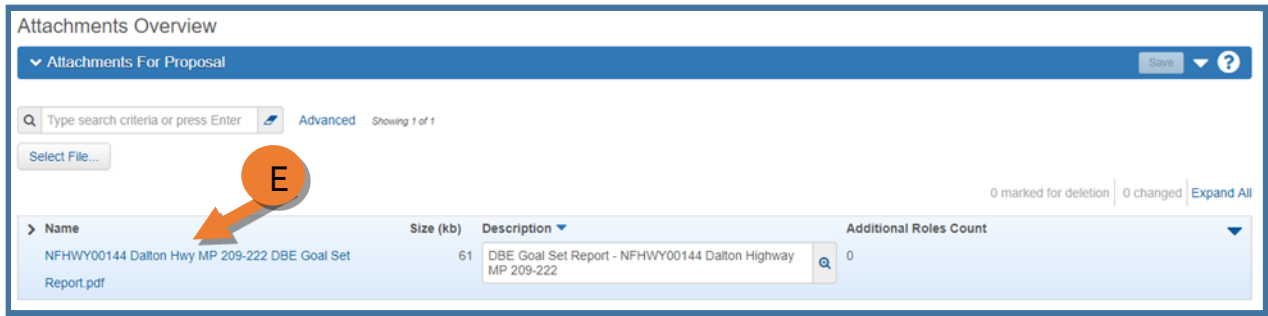 Attachments Overview
Attachments For Proposal
Save
?
Type search criteria or press Enter
Advanced
Showing 1 of 1
Select File...
E
0 marked for deletion
0 changed
Expand All
Name
Size (kb)
Description
Additional Roles Count
NFHWY00144 Dalton Hwy MP 209-222 DBE Goal Set
Report.pdf
61
DBE Goal Set Report - NFHWY00144 Dalton Highway
MP 209-222
0